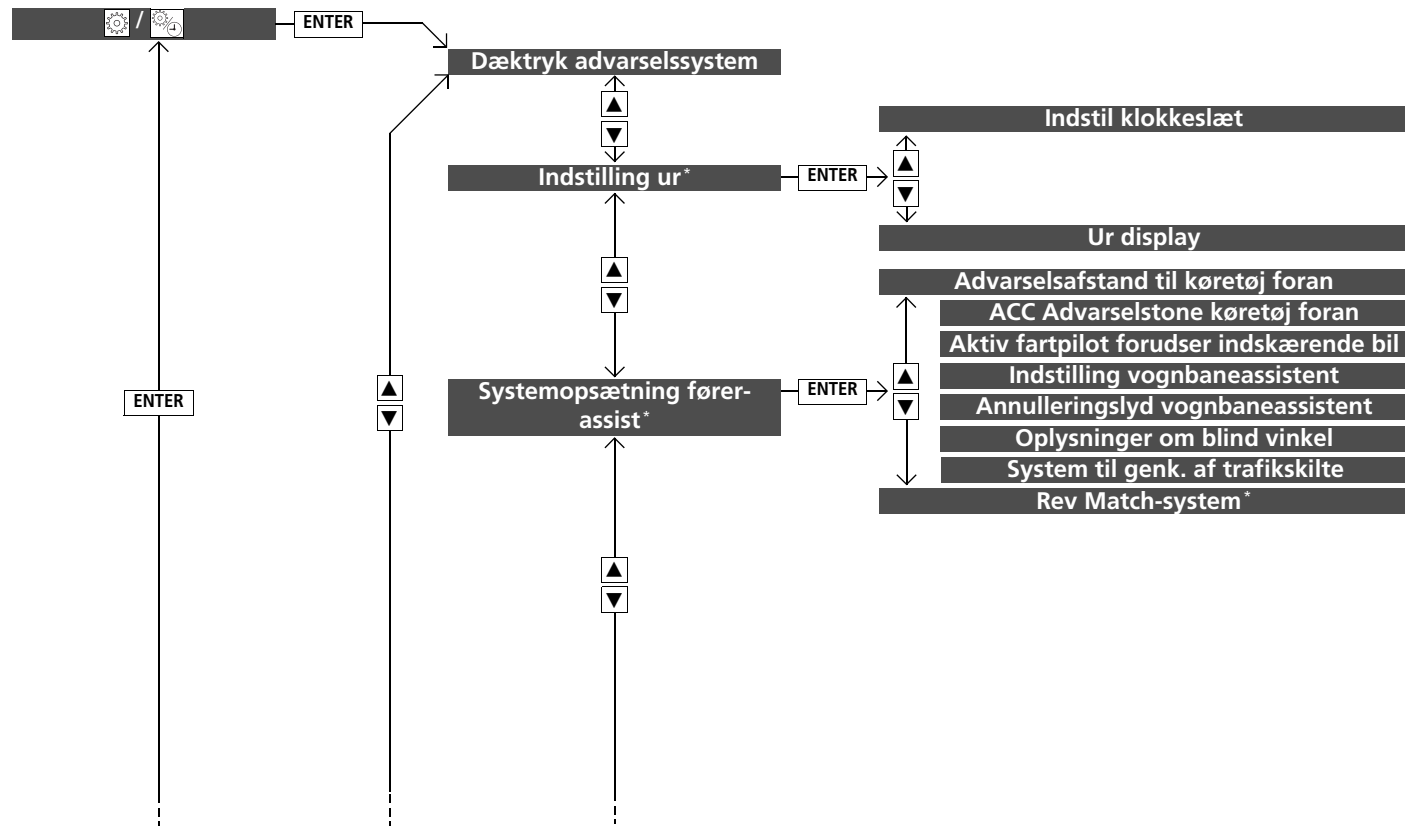 /
ENTER
Dæktryk advarselssystem
▲
▼
Indstilling ur*
ENTER
▲
▼
Indstil klokkeslæt
Ur display
▲
▼
Systemopsætning fører-
assist*
ENTER
▲
▼
Advarselsafstand til køretøj foran
ACC Advarselstone køretøj foran
Aktiv fartpilot forudser indskærende bil
Indstilling vognbaneassistent
Annulleringslyd vognbaneassistent
Oplysninger om blind vinkel
System til genk. af trafikskilte
Rev Match-system*
ENTER
▲
▼
▲
▼